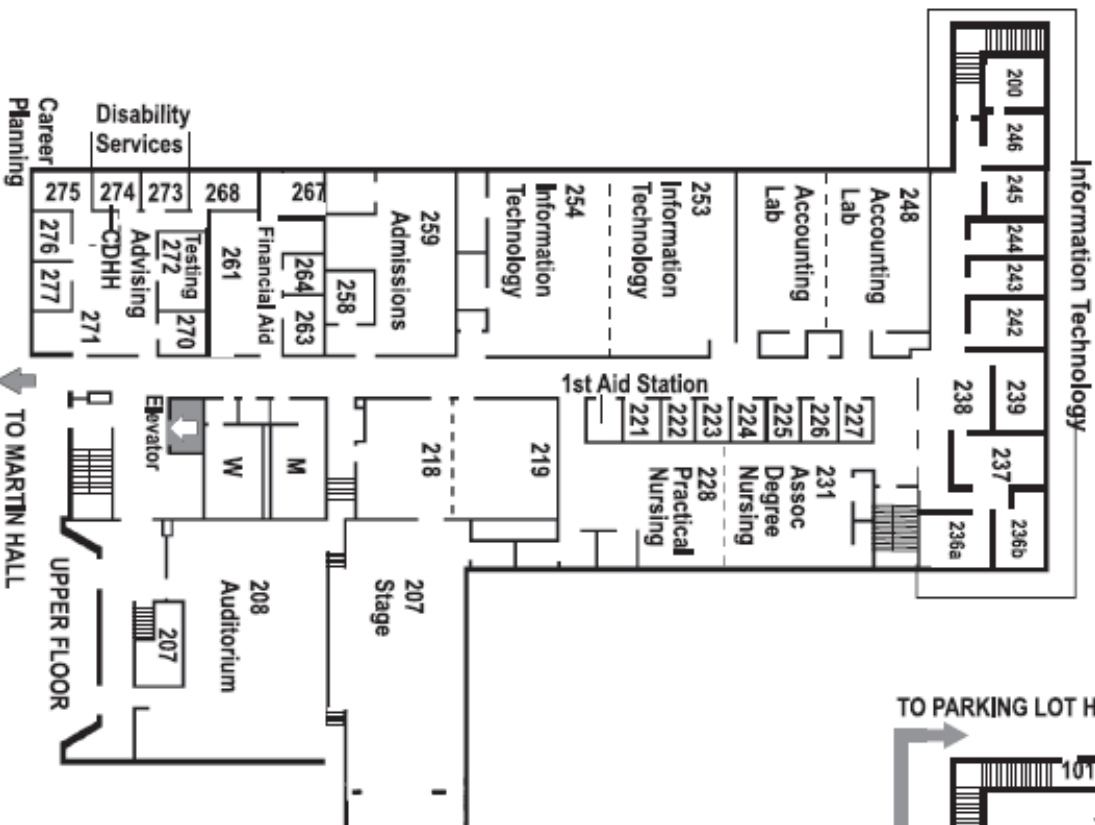 Information Technology
200
246
245
244
243
242
239
238
237
236b
236a
248
Accounting
Lab
Accounting
Lab
253
Information
Technology
254
Information
Technology
259
Admissions
258
267
264
263
Financial Aid
268
261
Disability
Services
273
274
275
Testing
272
270
Advising
CDHH
271
276
277
Career
Planning
1st Aid Station
221
222
223
224
225
226
227
231
Assoc
Degree
Nursing
228
Practical
Nursing
219
218
M
W
Elevator
TO MARTIN HALL
UPPER FLOOR
208
Auditorium
207
207
Stage
TO PARKING LOT H
101